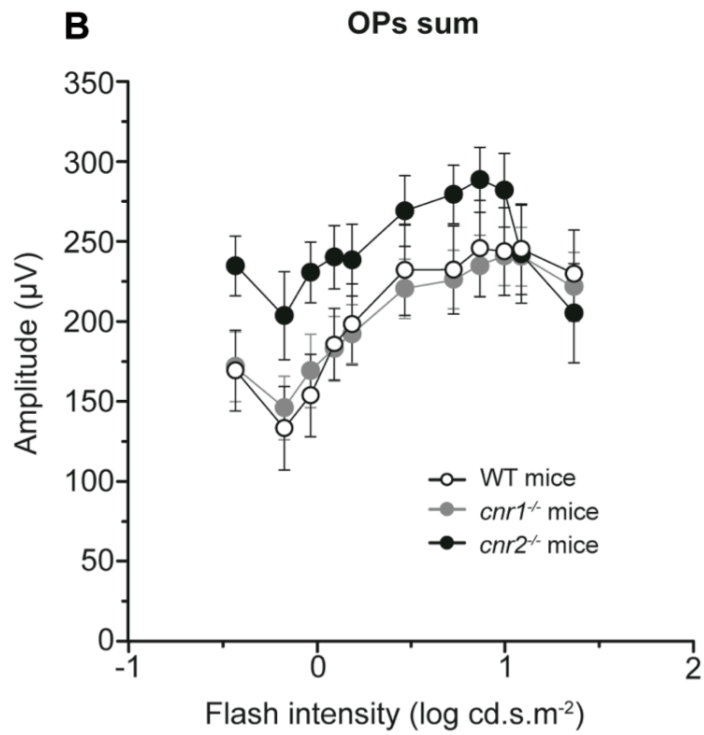 B
OPs sum
350
300
250
200
150
100
50
0
Amplitude (µV)
-1
0
1
2
Flash intensity (log cd.s.m-2)
WT mice
cnr1-/- mice
cnr2-/- mice